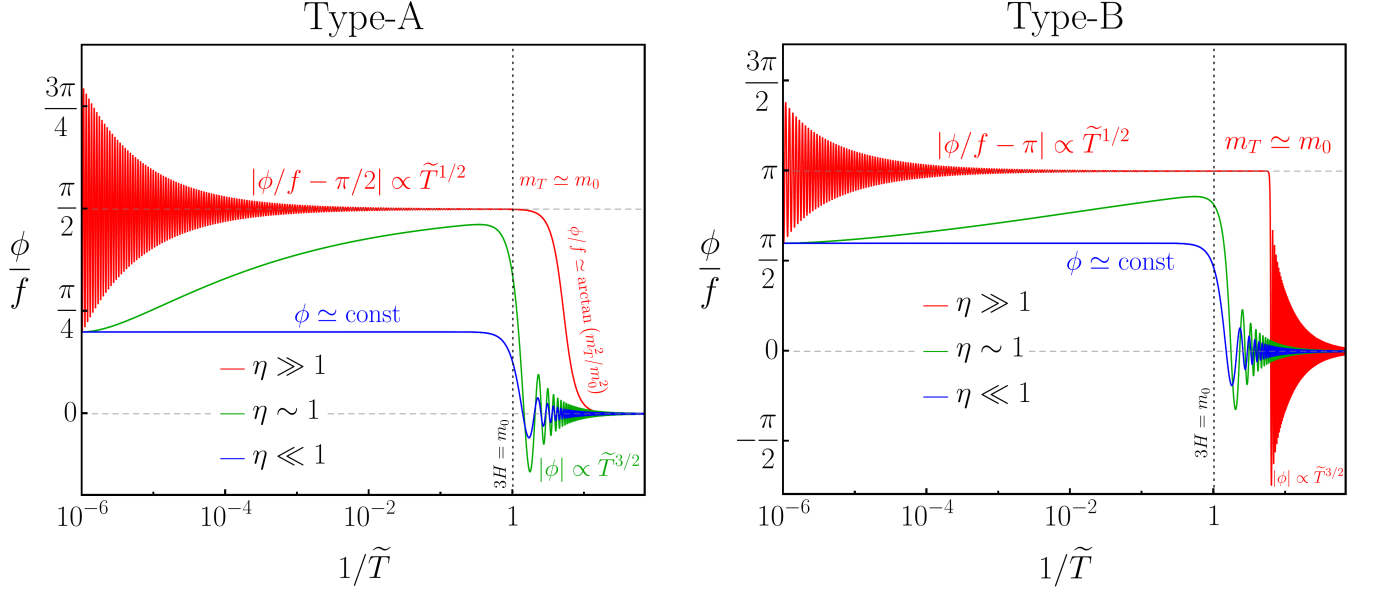 Type-A
3π/4
π/2
π/4
0
ϕ/f
|ϕ/f − π/2| ∝ T̃^{1/2}
m_T ≃ m_0
ϕ/f ≃ arctan (m_T^2/m_0^2)
ϕ ≃ const
η ≫ 1
η ∼ 1
η ≪ 1
3H = m_0
|ϕ| ∝ T̃^{3/2}
10^{−6}
10^{−4}
10^{−2}
1
1/T̃
Type-B
3π/2
π
π/2
0
−π/2
ϕ/f
|ϕ/f − π| ∝ T̃^{1/2}
m_T ≃ m_0
ϕ ≃ const
η ≫ 1
η ∼ 1
η ≪ 1
3H = m_0
|ϕ| ∝ T̃^{3/2}
10^{−6}
10^{−4}
10^{−2}
1
1/T̃